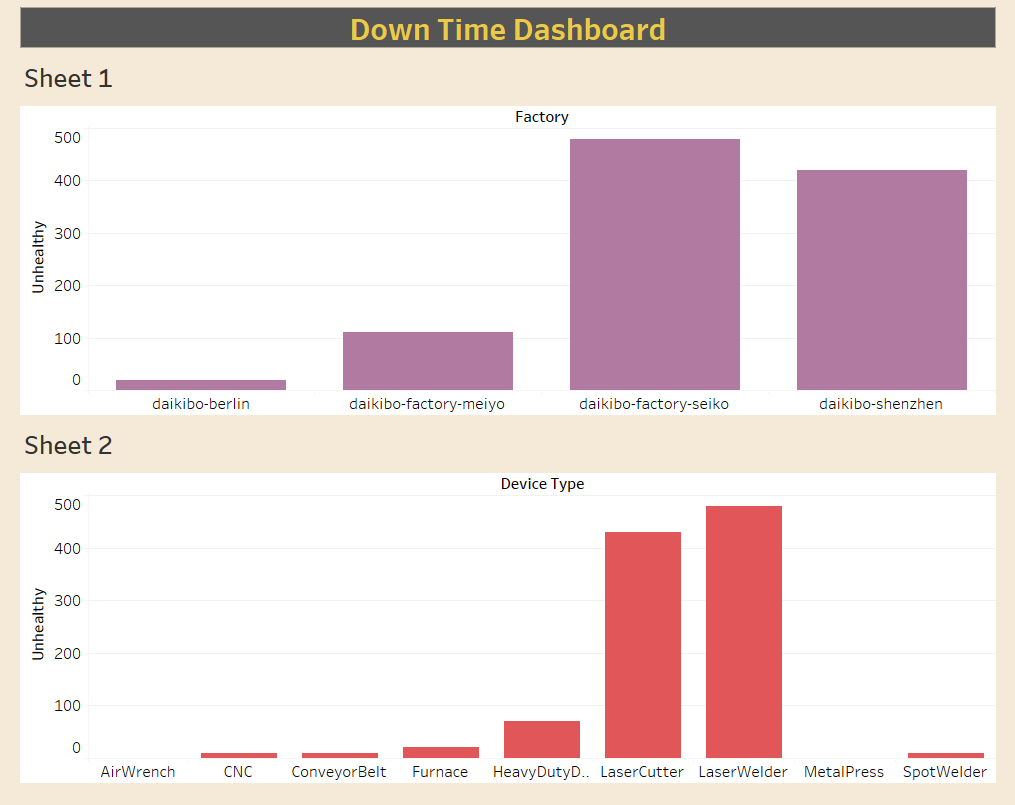 Down Time Dashboard
Sheet 1
Factory
500
400
300
200
100
0
Unhealthy
daikibo-berlin daikibo-factory-meiyo daikibo-factory-seiko daikibo-shenzhen
Sheet 2
Device Type
500
400
300
200
100
0
Unhealthy
AirWrench CNC ConveyorBelt Furnace HeavyDutyD.. LaserCutter LaserWelder MetalPress SpotWelder